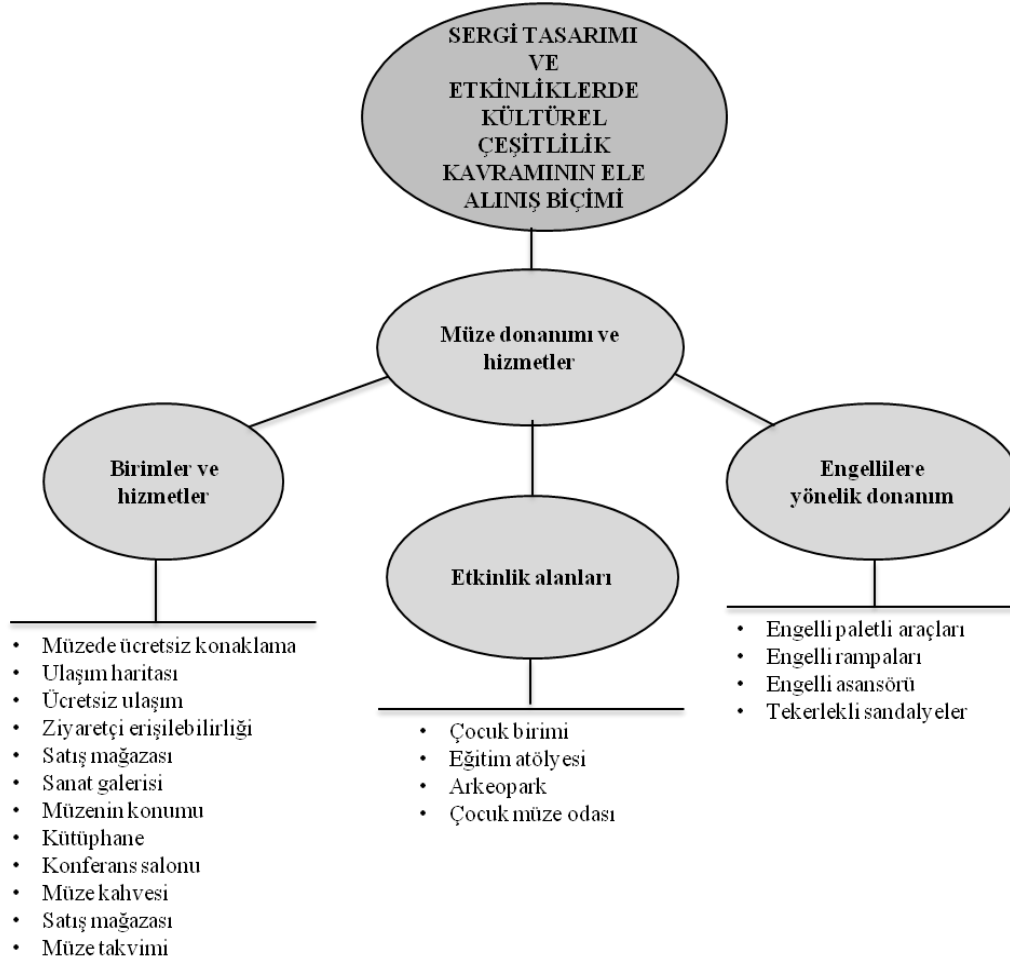 SERGİ TASARIMI
VE
ETKİNLİKLERDE
KÜLTÜREL
ÇEŞİTLİLİK
KAVRAMININ ELE
ALINIŞ BİÇİMİ
Müze donanımı ve
hizmetler
Birimler ve
hizmetler
• Müzede ücretsiz konaklama
• Ulaşım haritası
• Ücretsiz ulaşım
• Ziyaretçi erişilebilirliği
• Satış mağazası
• Sanat galerisi
• Müzenin konumu
• Kütüphane
• Konferans salonu
• Müze kahvesi
• Satış mağazası
• Müze takvimi
Etkinlik alanları
• Çocuk birimi
• Eğitim atölyesi
• Arkeopark
• Çocuk müze odası
Engellilere
yönelik donanım
• Engelli paletli araçları
• Engelli rampaları
• Engelli asansörü
• Tekerlekli sandalyeler